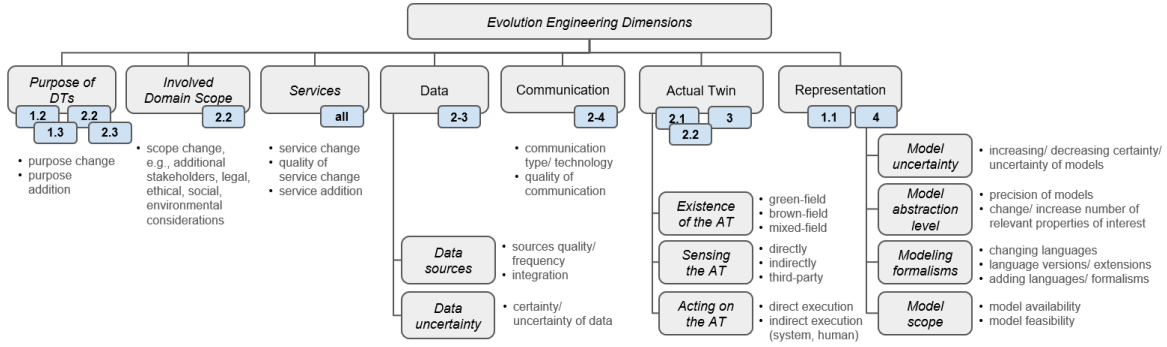 Evolution Engineering Dimensions
Purpose of
DTs
1.2
2.2
1.3
2.3
• purpose change
• purpose
addition
Involved
Domain Scope
2.2
• scope change,
e.g., additional
stakeholders, legal,
ethical, social,
environmental
considerations
Services
all
• service change
• quality of
service change
• service addition
Data
2-3
Data
sources
• sources quality/
frequency
• integration
Data
uncertainty
• certainty/
uncertainty of data
Communication
2-4
• communication
type/ technology
• quality of
communication
Actual Twin
2.1
3
2.2
Existence
of the AT
• green-field
• brown-field
• mixed-field
Sensing
the AT
• directly
• indirectly
• third-party
Acting on
the AT
• direct execution
• indirect execution
(system, human)
Representation
1.1
4
Model
uncertainty
• increasing/ decreasing certainty/
uncertainty of models
Model
abstraction
level
• precision of models
• change/ increase number of
relevant properties of interest
Modeling
formalisms
• changing languages
• language versions/ extensions
• adding languages/ formalisms
Model
scope
• model availability
• model feasibility